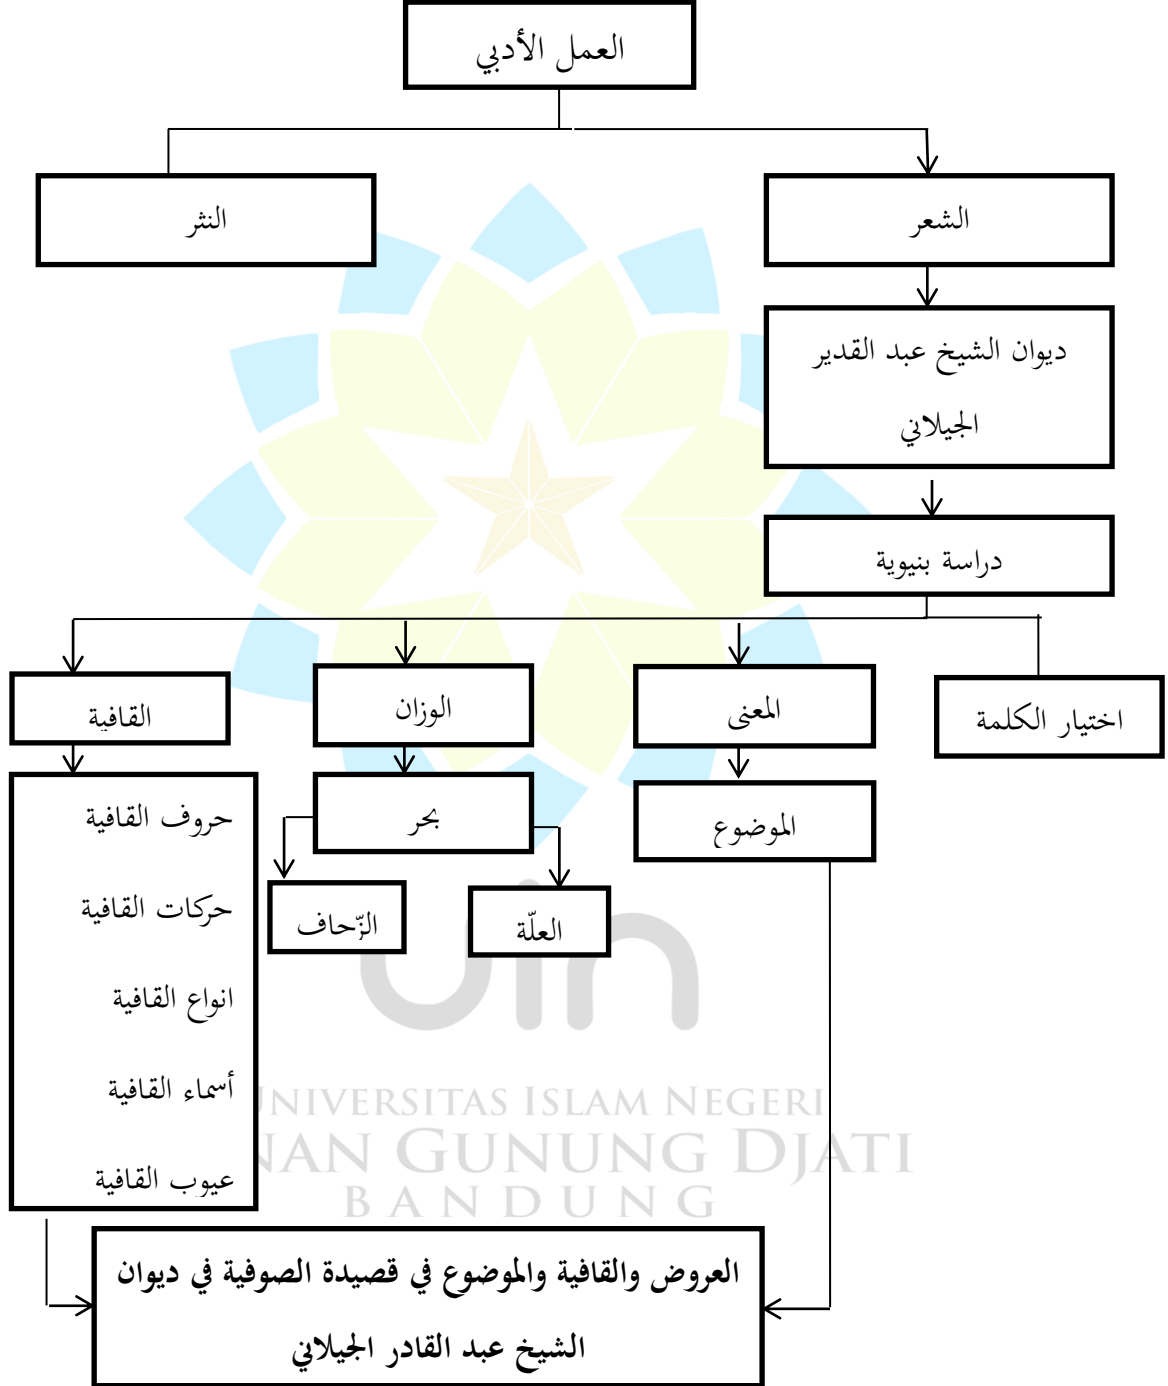 العمل الأدبي
الشعر
النثر
ديوان الشيخ عبد القدير
الجيلاني
دراسة بنيوية
اختيار الكلمة
المعنى
الوزان
القافية
الموضوع
بحر
العلّة
الزّحاف
حروف القافية
حركات القافية
انواع القافية
أسماء القافية
عيوب القافية
uin
UNIVERSITAS ISLAM NEGERI
NAN GUNUNG DJATI
BANDUNG
العروض والقافية والموضوع في قصيدة الصوفية في ديوان
الشيخ عبد القادر الجيلاني